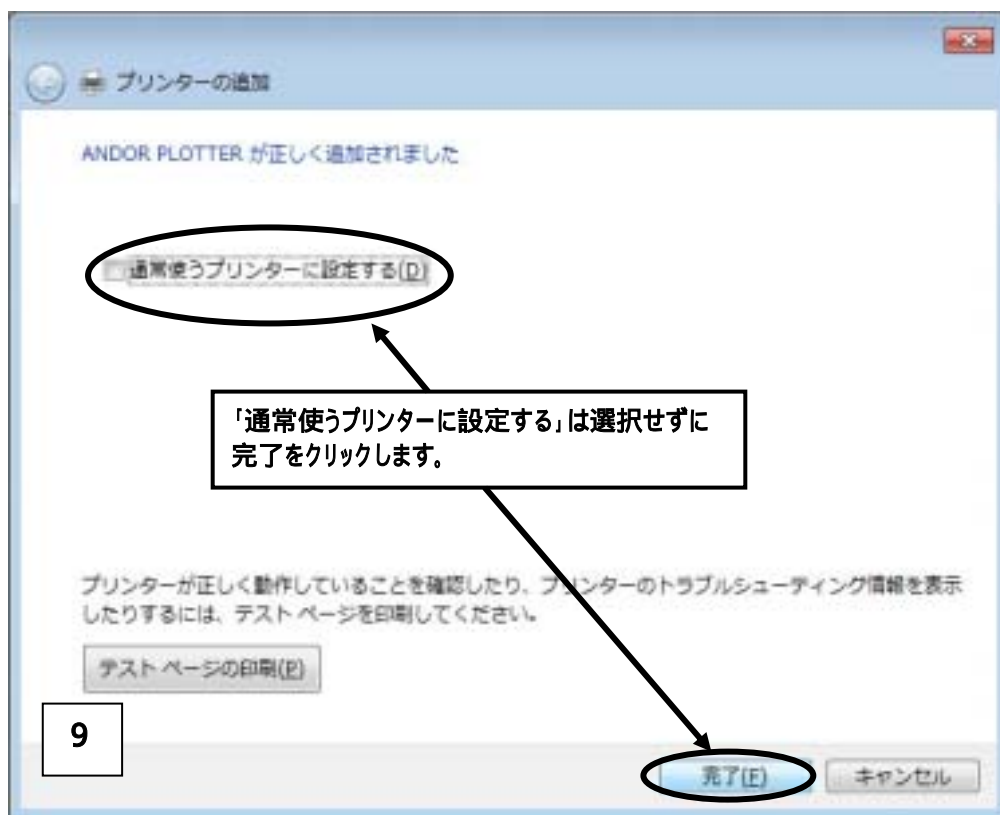 プリンターの追加
ANDOR PLOTTER が正しく追加されました
通常使うプリンターに設定する(D)
「通常使うプリンターに設定する」は選択せずに
完了をクリックします。
プリンターが正しく動作していることを確認したり、プリンターのトラブルシューティング情報を表示
したりするには、テスト ページを印刷してください。
テスト ページの印刷(P)
9
完了(F) キャンセル